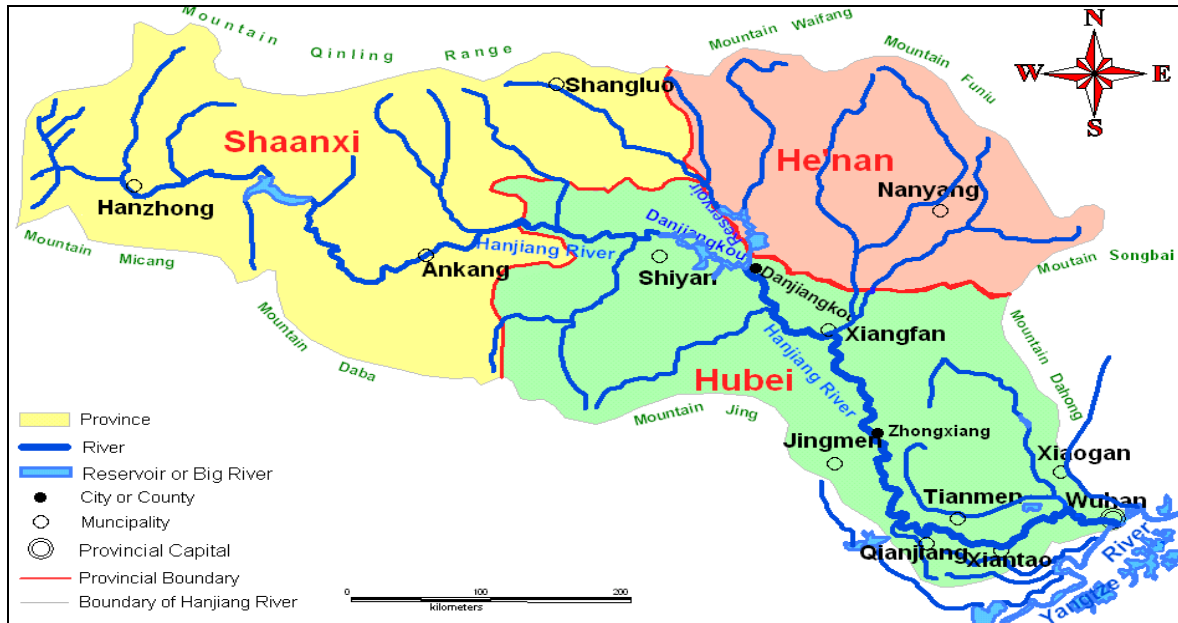 Mountain Qinling Range
Mountain Waifang
Mountain Funiu
N
W E
S
Shangluo
Shaanxi
He'nan
Nanyang
Hanzhong
Reservoir
Danjiangkou
Hanjiang River
Ankang
Shiyan
Danjiangkou
Mountain Micang
Moutain Songbai
Xiangfan
Mountain Daba
Hanjiang River
Hubei
Mountain Dahong
Mountain Jing
Zhongxiang
Jingmen
Xiaogan
Tianmen
Wuhan
Qianjiang
Xiantao
Yangtze River
Province
River
Reservoir or Big River
City or County
Muncipality
Provincial Capital
Provincial Boundary
Boundary of Hanjiang River
0 100 200
kilometers